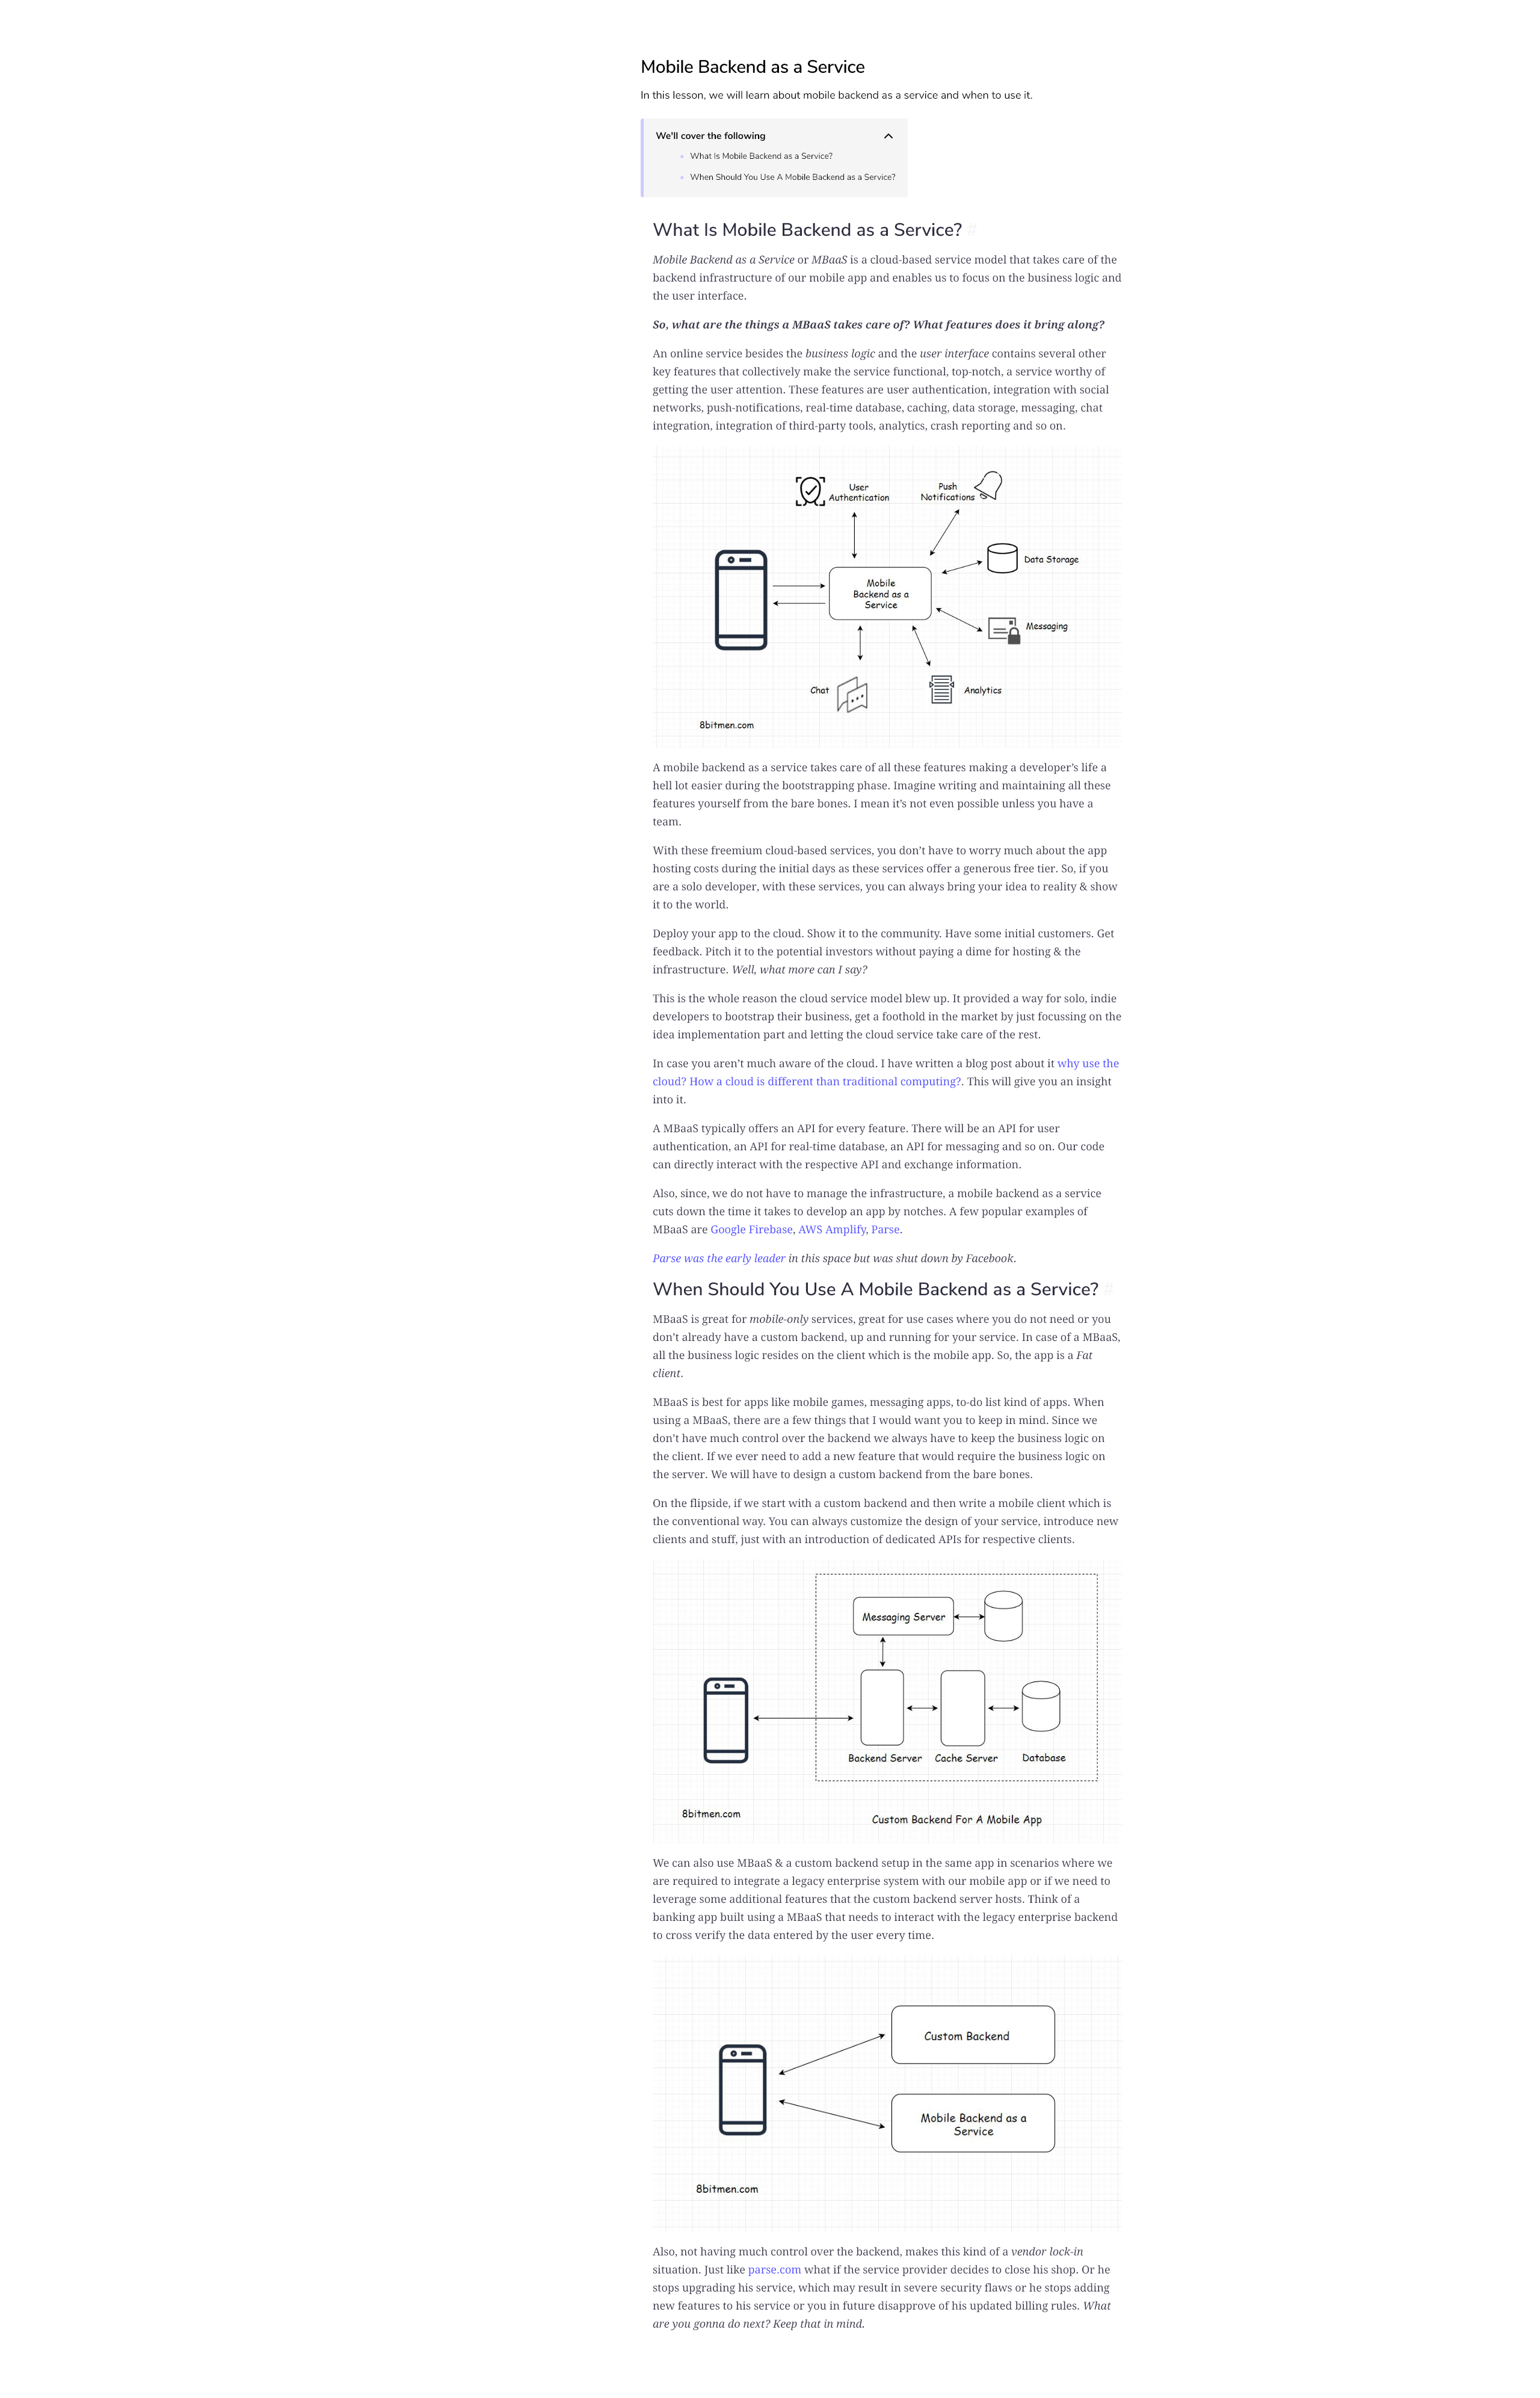 Mobile Backend as a Service
In this lesson, we will learn about mobile backend as a service and when to use it.
We'll cover the following
What Is Mobile Backend as a Service?
When Should You Use A Mobile Backend as a Service?
What Is Mobile Backend as a Service? #
Mobile Backend as a Service or MBaaS is a cloud-based service model that takes care of the
backend infrastructure of our mobile app and enables us to focus on the business logic and
the user interface.
So, what are the things a MBaaS takes care of? What features does it bring along?
An online service besides the business logic and the user interface contains several other
key features that collectively make the service functional, top-notch, a service worthy of
getting the user attention. These features are user authentication, integration with social
networks, push-notifications, real-time database, caching, data storage, messaging, chat
integration, integration of third-party tools, analytics, crash reporting and so on.
User
Authentication
Push
Notifications
Data Storage
Mobile
Backend as a
Service
Messaging
Chat
Analytics
8bitmen.com
A mobile backend as a service takes care of all these features making a developer’s life a
hell lot easier during the bootstrapping phase. Imagine writing and maintaining all these
features yourself from the bare bones. I mean it’s not even possible unless you have a
team.
With these freemium cloud-based services, you don’t have to worry much about the app
hosting costs during the initial days as these services offer a generous free tier. So, if you
are a solo developer, with these services, you can always bring your idea to reality & show
it to the world.
Deploy your app to the cloud. Show it to the community. Have some initial customers. Get
feedback. Pitch it to the potential investors without paying a dime for hosting & the
infrastructure. Well, what more can I say?
This is the whole reason the cloud service model blew up. It provided a way for solo, indie
developers to bootstrap their business, get a foothold in the market by just focussing on the
idea implementation part and letting the cloud service take care of the rest.
In case you aren’t much aware of the cloud. I have written a blog post about it why use the
cloud? How a cloud is different than traditional computing?. This will give you an insight
into it.
A MBaaS typically offers an API for every feature. There will be an API for user
authentication, an API for real-time database, an API for messaging and so on. Our code
can directly interact with the respective API and exchange information.
Also, since, we do not have to manage the infrastructure, a mobile backend as a service
cuts down the time it takes to develop an app by notches. A few popular examples of
MBaaS are Google Firebase, AWS Amplify, Parse.
Parse was the early leader in this space but was shut down by Facebook.
When Should You Use A Mobile Backend as a Service? #
MBaaS is great for mobile-only services, great for use cases where you do not need or you
don’t already have a custom backend, up and running for your service. In case of a MBaaS,
all the business logic resides on the client which is the mobile app. So, the app is a Fat
client.
MBaaS is best for apps like mobile games, messaging apps, to-do list kind of apps. When
using a MBaaS, there are a few things that I would want you to keep in mind. Since we
don’t have much control over the backend we always have to keep the business logic on
the client. If we ever need to add a new feature that would require the business logic on
the server. We will have to design a custom backend from the bare bones.
On the flipside, if we start with a custom backend and then write a mobile client which is
the conventional way. You can always customize the design of your service, introduce new
clients and stuff, just with an introduction of dedicated APIs for respective clients.
Messaging Server
Backend Server
Cache Server
Database
8bitmen.com
Custom Backend For A Mobile App
We can also use MBaaS & a custom backend setup in the same app in scenarios where we
are required to integrate a legacy enterprise system with our mobile app or if we need to
leverage some additional features that the custom backend server hosts. Think of a
banking app built using a MBaaS that needs to interact with the legacy enterprise backend
to cross verify the data entered by the user every time.
Custom Backend
Mobile Backend as a
Service
8bitmen.com
Also, not having much control over the backend, makes this kind of a vendor lock-in
situation. Just like parse.com what if the service provider decides to close his shop. Or he
stops upgrading his service, which may result in severe security flaws or he stops adding
new features to his service or you in future disapprove of his updated billing rules. What
are you gonna do next? Keep that in mind.